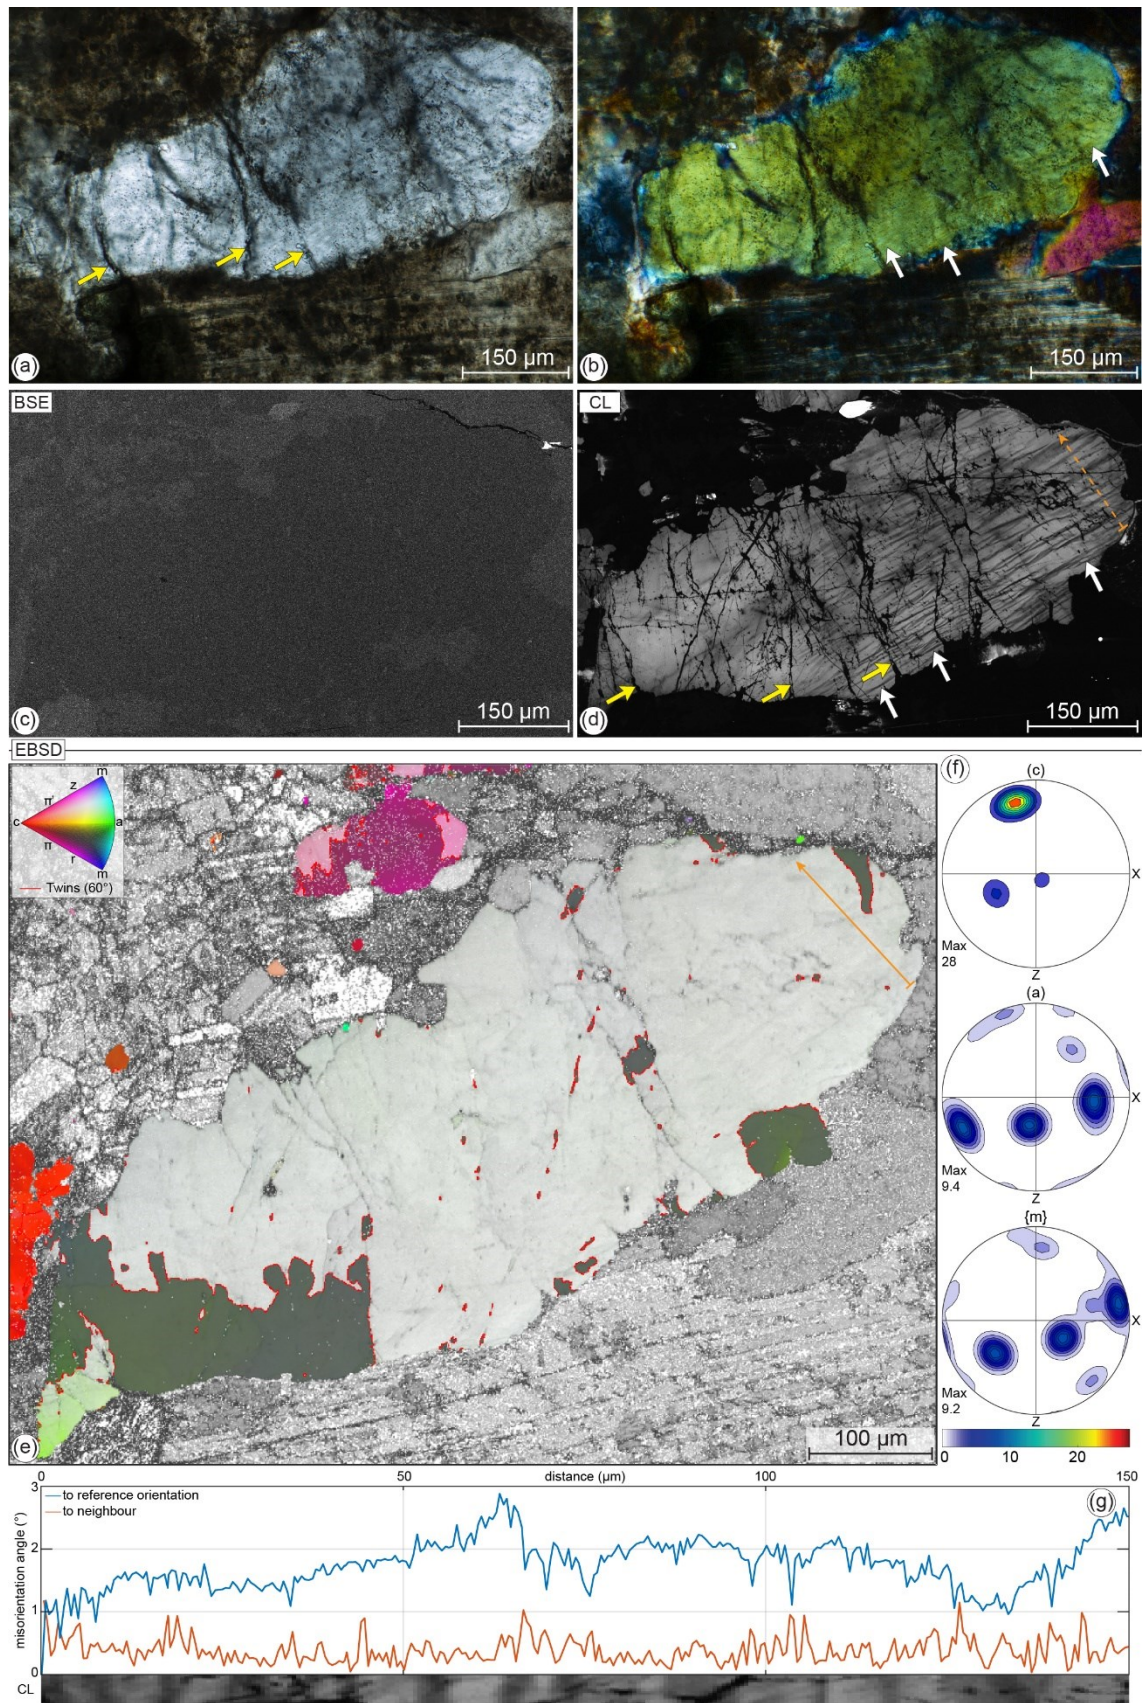 (a)
150 µm
(b)
150 µm
BSE
(c)
150 µm
CL
(d)
150 µm
EBSD
m
z
π'
c
a
π
r
m
Twins (60°)
(e)
100 µm
(f)
(c)
X
Max
28
Z
(a)
X
Max
9.4
Z
{m}
X
Max
9.2
Z
0 10 20
0 50 distance (µm) 100 150
3
2
1
0
misorientation angle (°)
to reference orientation
to neighbour
(g)
CL